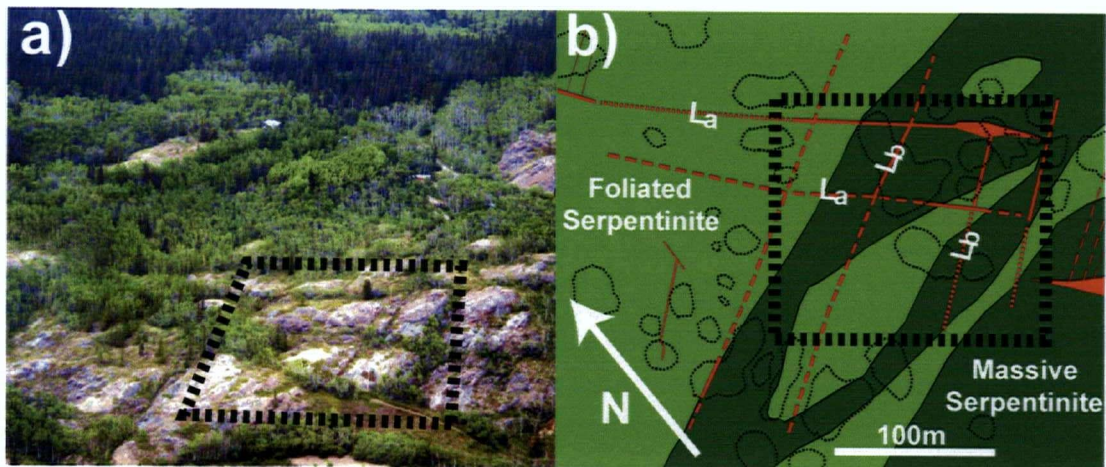 a)
b)
La
Lb
La
Foliated
Serpentinite
Lb
N
Massive
Serpentinite
100m